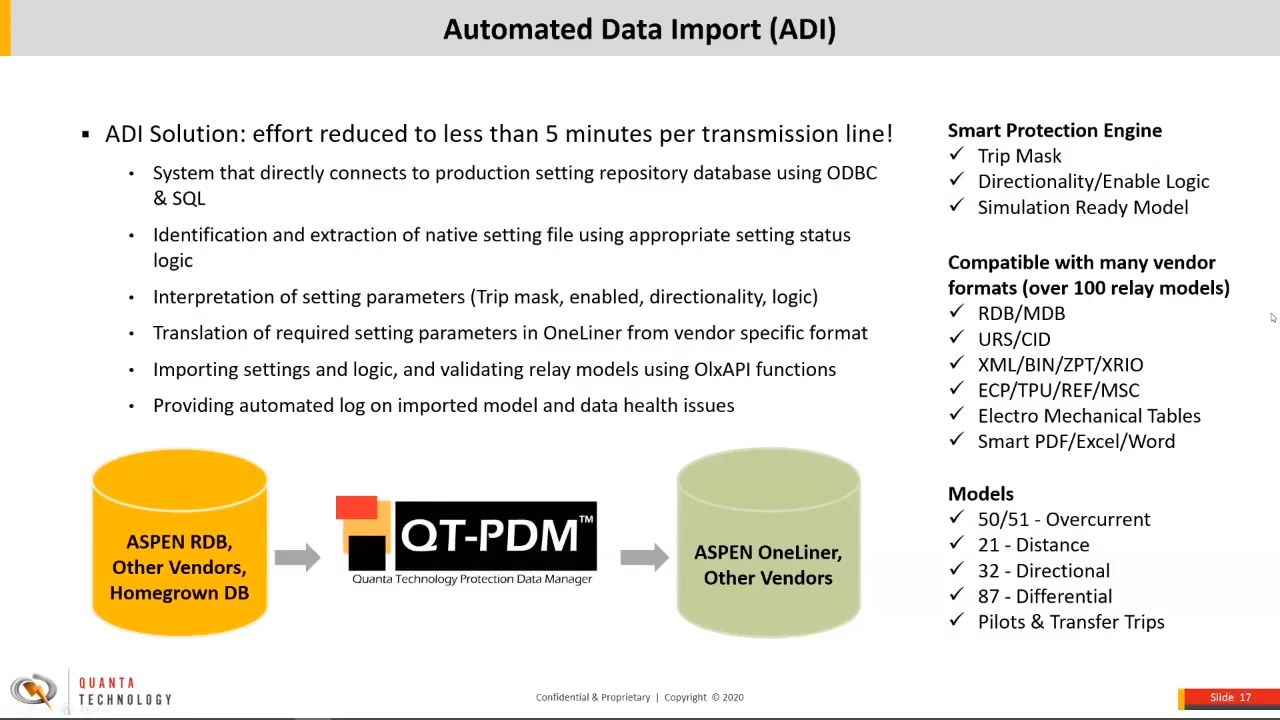 Automated Data Import (ADI)
▪ ADI Solution: effort reduced to less than 5 minutes per transmission line!
• System that directly connects to production setting repository database using ODBC
& SQL
• Identification and extraction of native setting file using appropriate setting status
logic
• Interpretation of setting parameters (Trip mask, enabled, directionality, logic)
• Translation of required setting parameters in OneLiner from vendor specific format
• Importing settings and logic, and validating relay models using OlxAPI functions
• Providing automated log on imported model and data health issues
ASPEN RDB,
Other Vendors,
Homegrown DB
QT-PDM™
Quanta Technology Protection Data Manager
ASPEN OneLiner,
Other Vendors
Smart Protection Engine
✓ Trip Mask
✓ Directionality/Enable Logic
✓ Simulation Ready Model
Compatible with many vendor
formats (over 100 relay models)
✓ RDB/MDB
✓ URS/CID
✓ XML/BIN/ZPT/XRIO
✓ ECP/TPU/REF/MSC
✓ Electro Mechanical Tables
✓ Smart PDF/Excel/Word
Models
✓ 50/51 - Overcurrent
✓ 21 - Distance
✓ 32 - Directional
✓ 87 - Differential
✓ Pilots & Transfer Trips
QUANTA
TECHNOLOGY
Confidential & Proprietary | Copyright © 2020
Slide 17